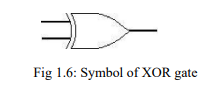 Fig 1.6: Symbol of XOR gate